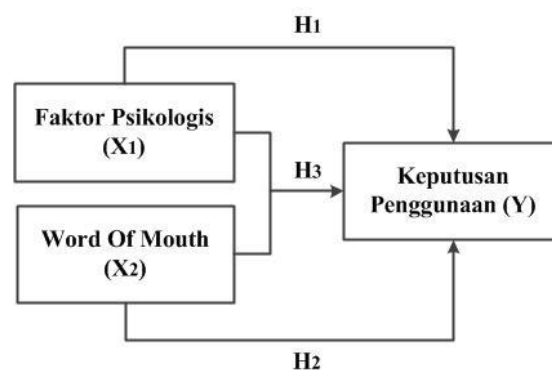 H1
Faktor Psikologis
(X1)
H3
Keputusan
Penggunaan (Y)
Word Of Mouth
(X2)
H2